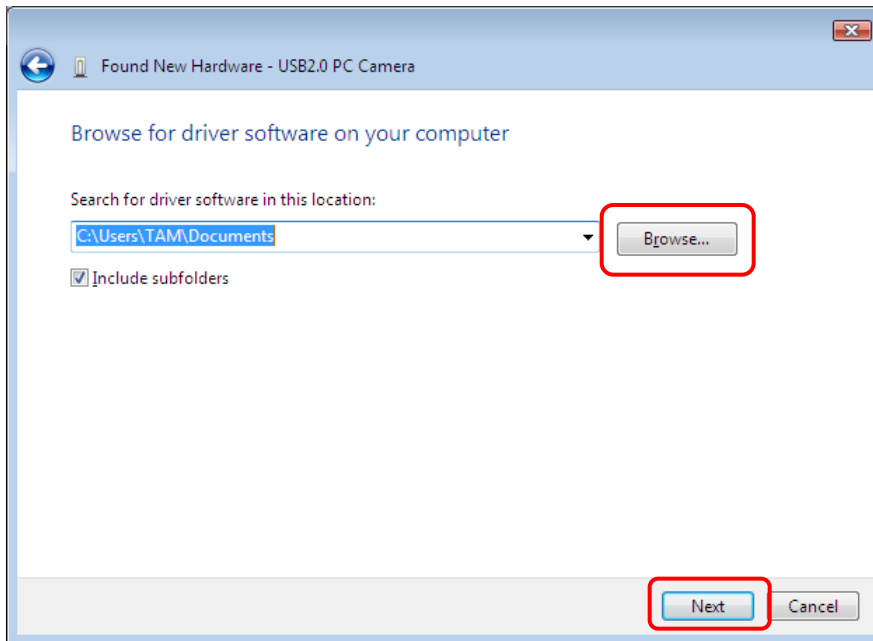 Found New Hardware - USB2.0 PC Camera
Browse for driver software on your computer
Search for driver software in this location:
C:\Users\TAM\Documents
Browse...
Include subfolders
Next Cancel